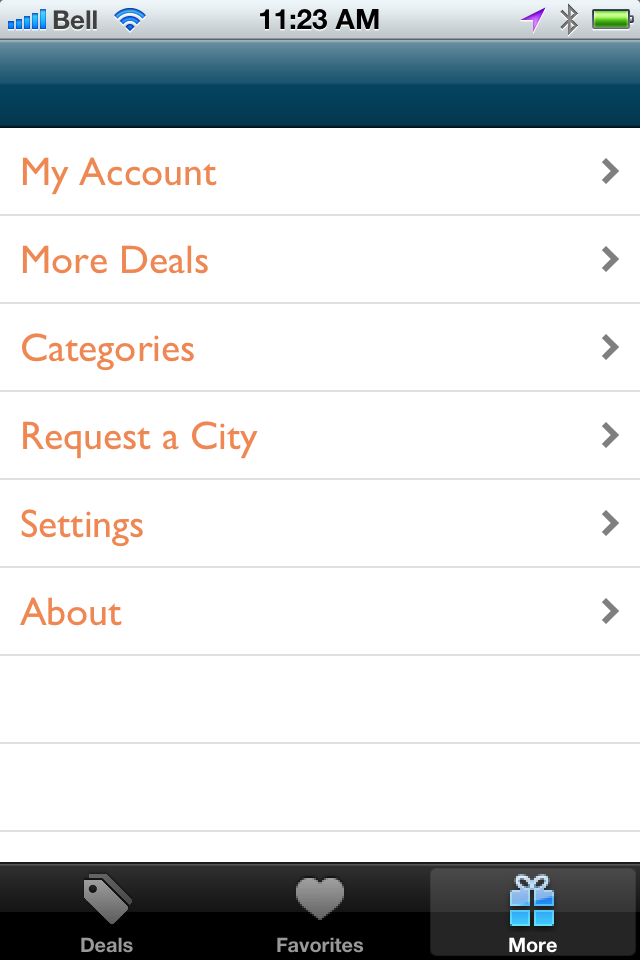 Bell 11:23 AM
My Account
More Deals
Categories
Request a City
Settings
About
Deals Favorites More